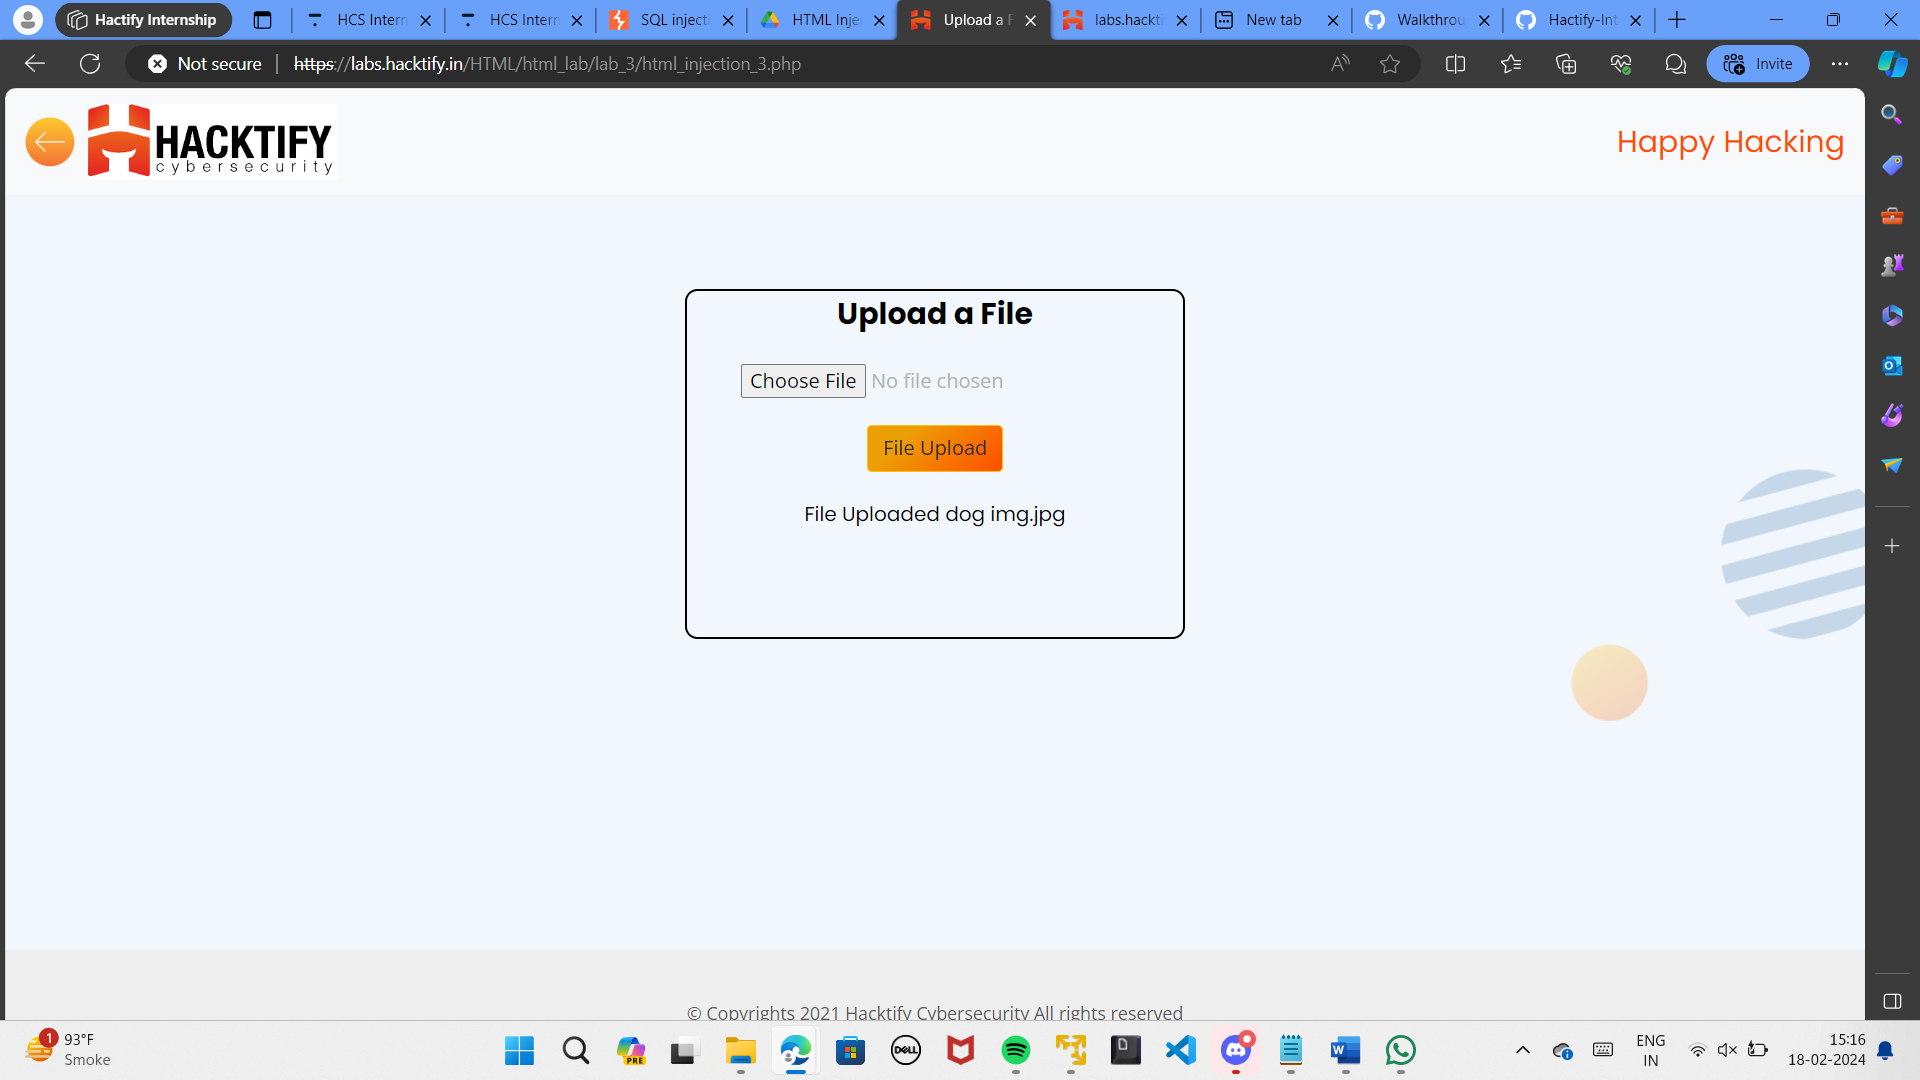 Hactify Internship
HCS Intern
HCS Intern
SQL injecti
HTML Inje
Upload a F
labs.hackti
New tab
Walkthrou
Hactify-Int
Not secure
https://labs.hacktify.in/HTML/html_lab/lab_3/html_injection_3.php
Invite
HACKTIFY
cybersecurity
Happy Hacking
Upload a File
Choose File No file chosen
File Upload
File Uploaded dog img.jpg
© Copyrights 2021 Hacktify Cybersecurity All rights reserved
1
93°F
Smoke
PRE
DELL
D
W
ENG
IN
15:16
18-02-2024